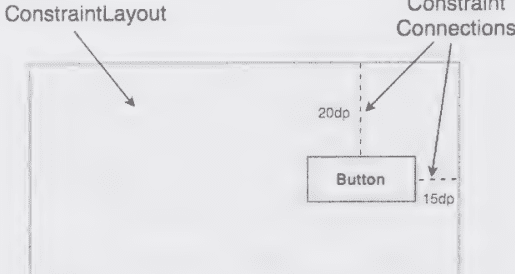 ConstraintLayout
Constraint
Connections
20dp
Button
15dp